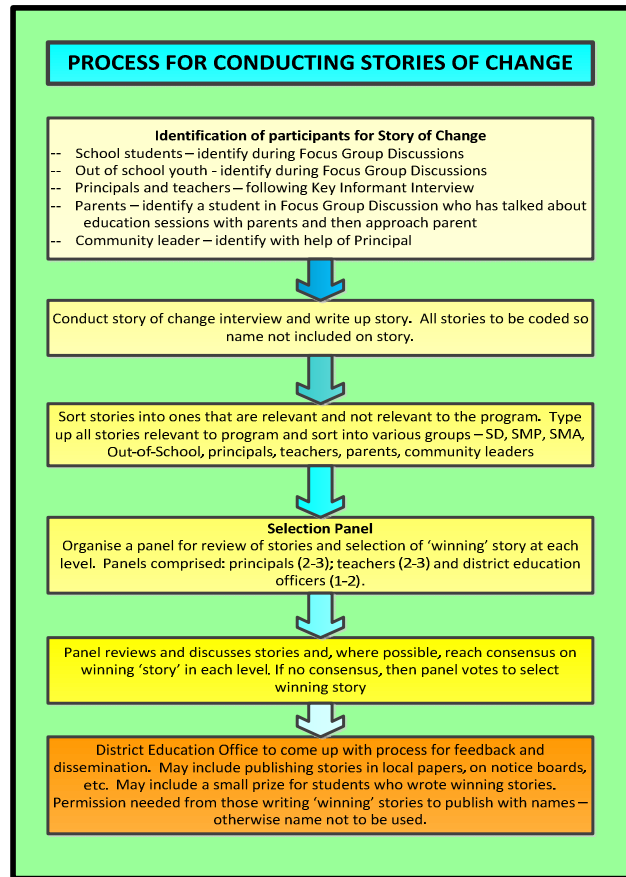 PROCESS FOR CONDUCTING STORIES OF CHANGE
Identification of participants for Story of Change
-- School students – identify during Focus Group Discussions
-- Out of school youth - identify during Focus Group Discussions
-- Principals and teachers – following Key Informant Interview
-- Parents – identify a student in Focus Group Discussion who has talked about
education sessions with parents and then approach parent
-- Community leader – identify with help of Principal
Conduct story of change interview and write up story. All stories to be coded so
name not included on story.
Sort stories into ones that are relevant and not relevant to the program. Type
up all stories relevant to program and sort into various groups – SD, SMP, SMA,
Out-of-School, principals, teachers, parents, community leaders
Selection Panel
Organise a panel for review of stories and selection of ‘winning’ story at each
level. Panels comprised: principals (2-3); teachers (2-3) and district education
officers (1-2).
Panel reviews and discusses stories and, where possible, reach consensus on
winning ‘story’ in each level. If no consensus, then panel votes to select
winning story
District Education Office to come up with process for feedback and
dissemination. May include publishing stories in local papers, on notice boards,
etc. May include a small prize for students who wrote winning stories.
Permission needed from those writing ‘winning’ stories to publish with names –
otherwise name not to be used.